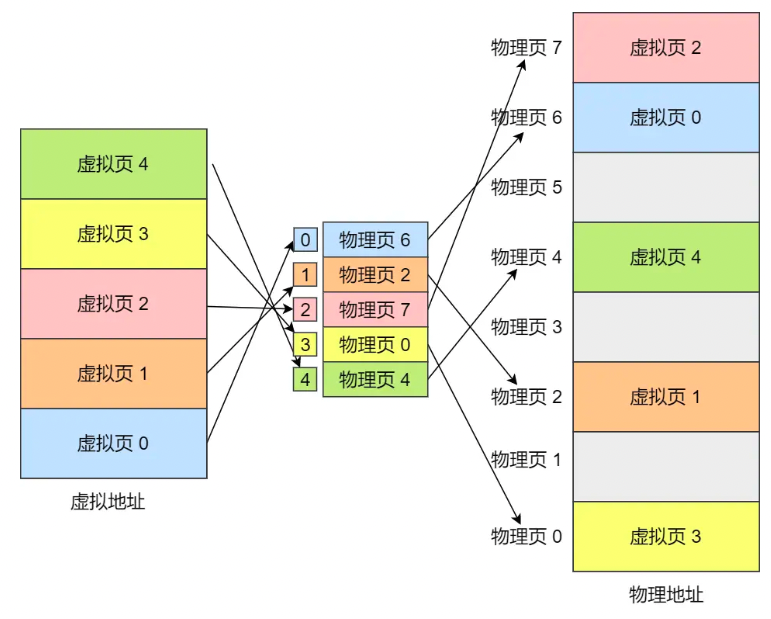 虚拟页 4
虚拟页 3
虚拟页 2
虚拟页 1
虚拟页 0
虚拟地址
0 物理页 6
1 物理页 2
2 物理页 7
3 物理页 0
4 物理页 4
物理页 7 虚拟页 2
物理页 6 虚拟页 0
物理页 5
物理页 4 虚拟页 4
物理页 3
物理页 2 虚拟页 1
物理页 1
物理页 0 虚拟页 3
物理地址